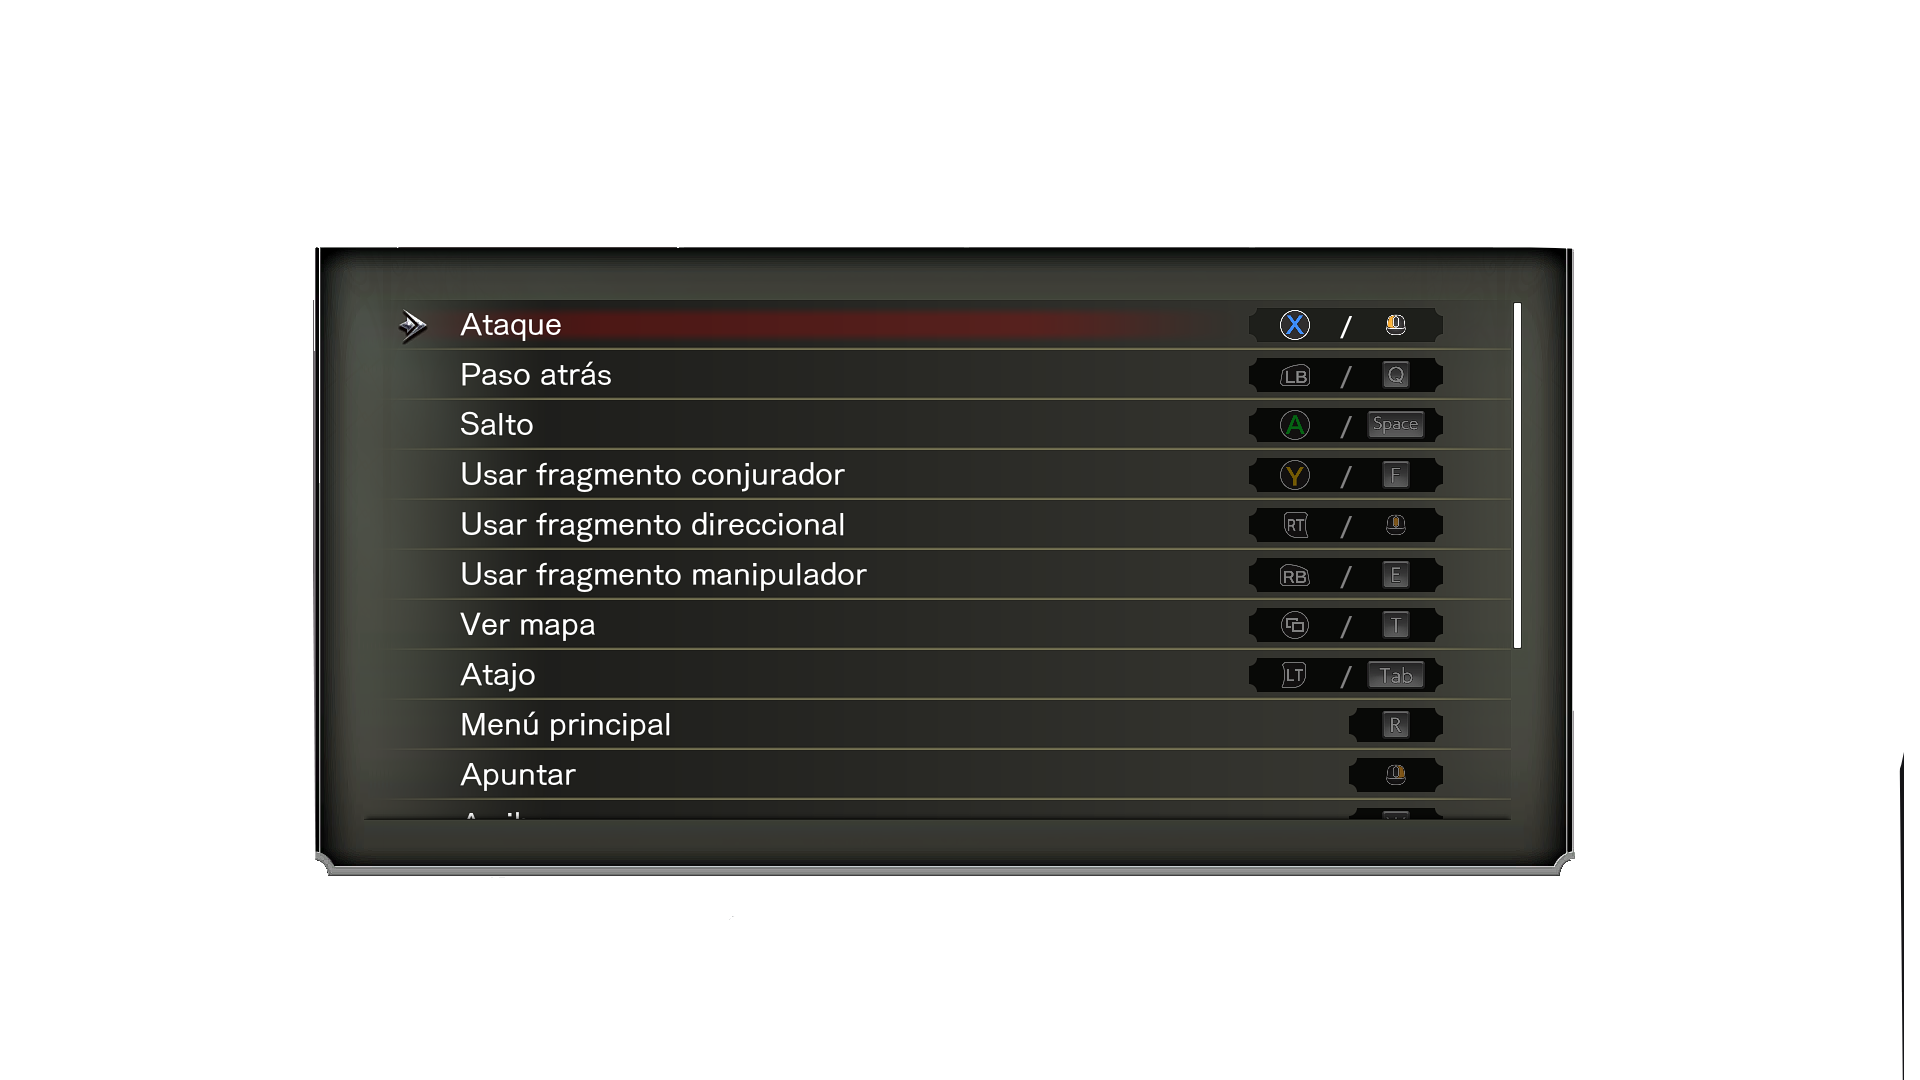 Ataque X /
Paso atrás LB / Q
Salto A / Space
Usar fragmento conjurador Y / F
Usar fragmento direccional RT /
Usar fragmento manipulador RB / E
Ver mapa / T
Atajo LT / Tab
Menú principal R
Apuntar